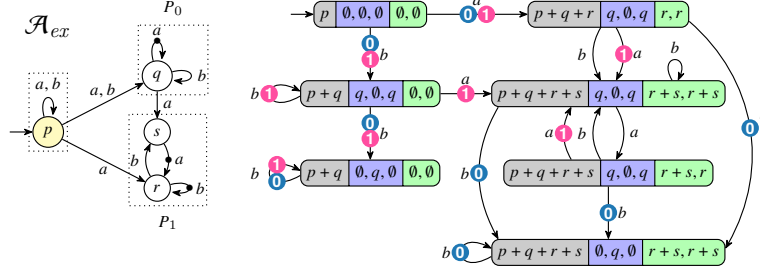 𝒜ex
P0
a
q
b
a, b
p
a, b
a
a
s
b
a
r
b
P1
p ∅, ∅, ∅ ∅, ∅
0 1 a
p + q + r q, ∅, q r, r
0 1 b
b
1 a
b
0
b 1
p + q q, ∅, q ∅, ∅
a 1
p + q + r + s q, ∅, q r + s, r + s
0 1 b
a 1
b
a
b 1 0
p + q ∅, q, ∅ ∅, ∅
b 0
p + q + r + s q, ∅, q r + s, r
0 b
b 0
p + q + r + s ∅, q, ∅ r + s, r + s